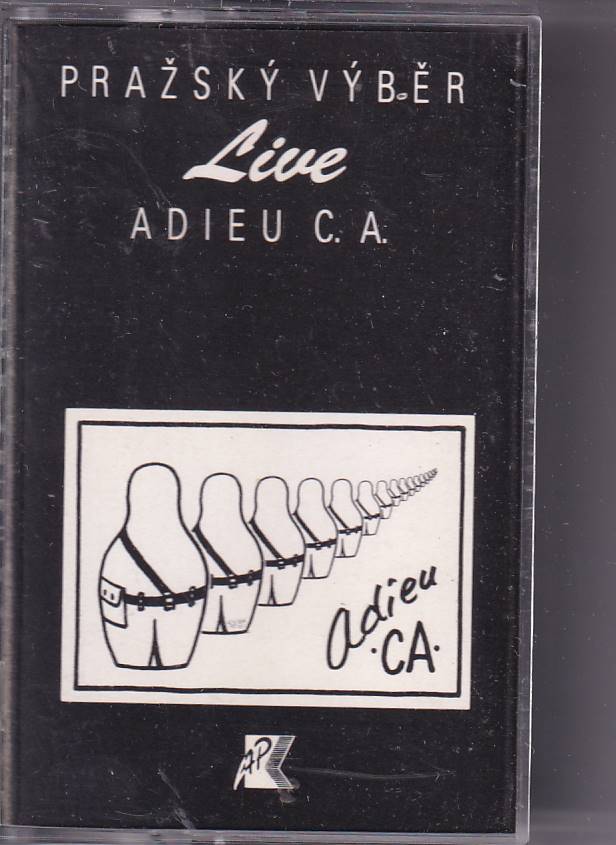 PRAŽSKÝ VÝBĚR
Live
ADIEU C. A.
Adieu
·CA·
AP